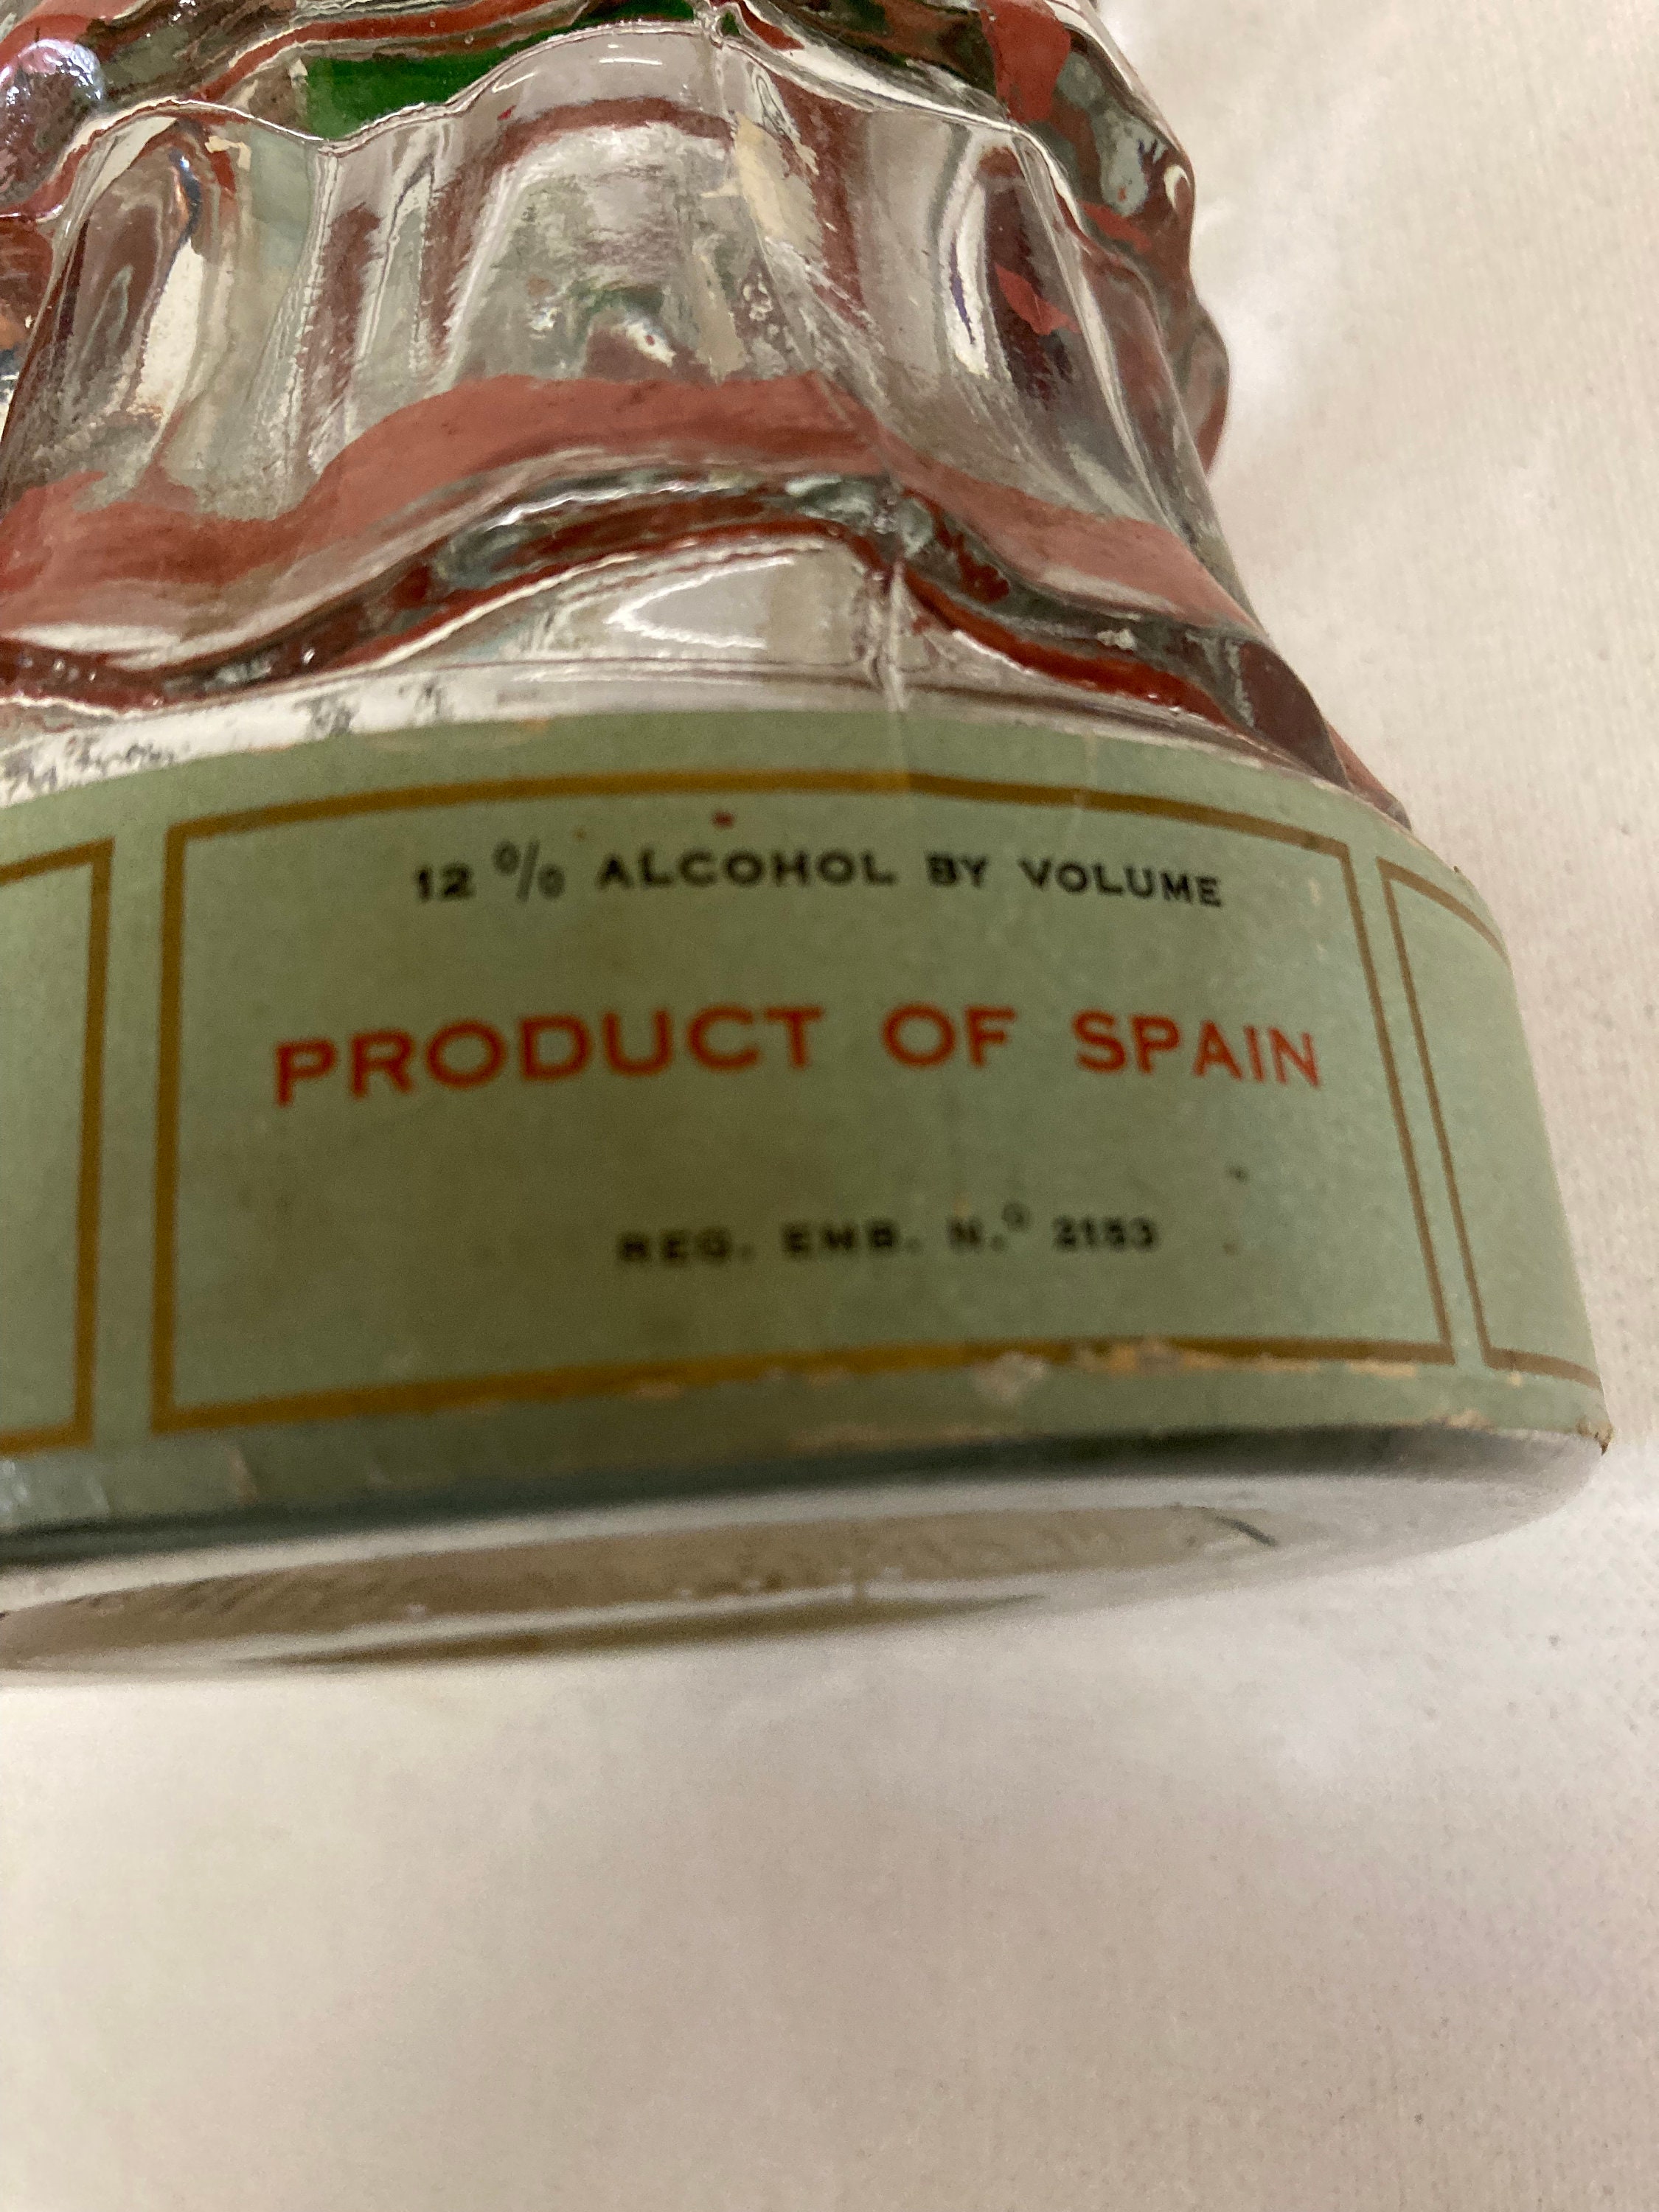 12 % ALCOHOL BY VOLUME
PRODUCT OF SPAIN
REG. EMB. N.º 2153